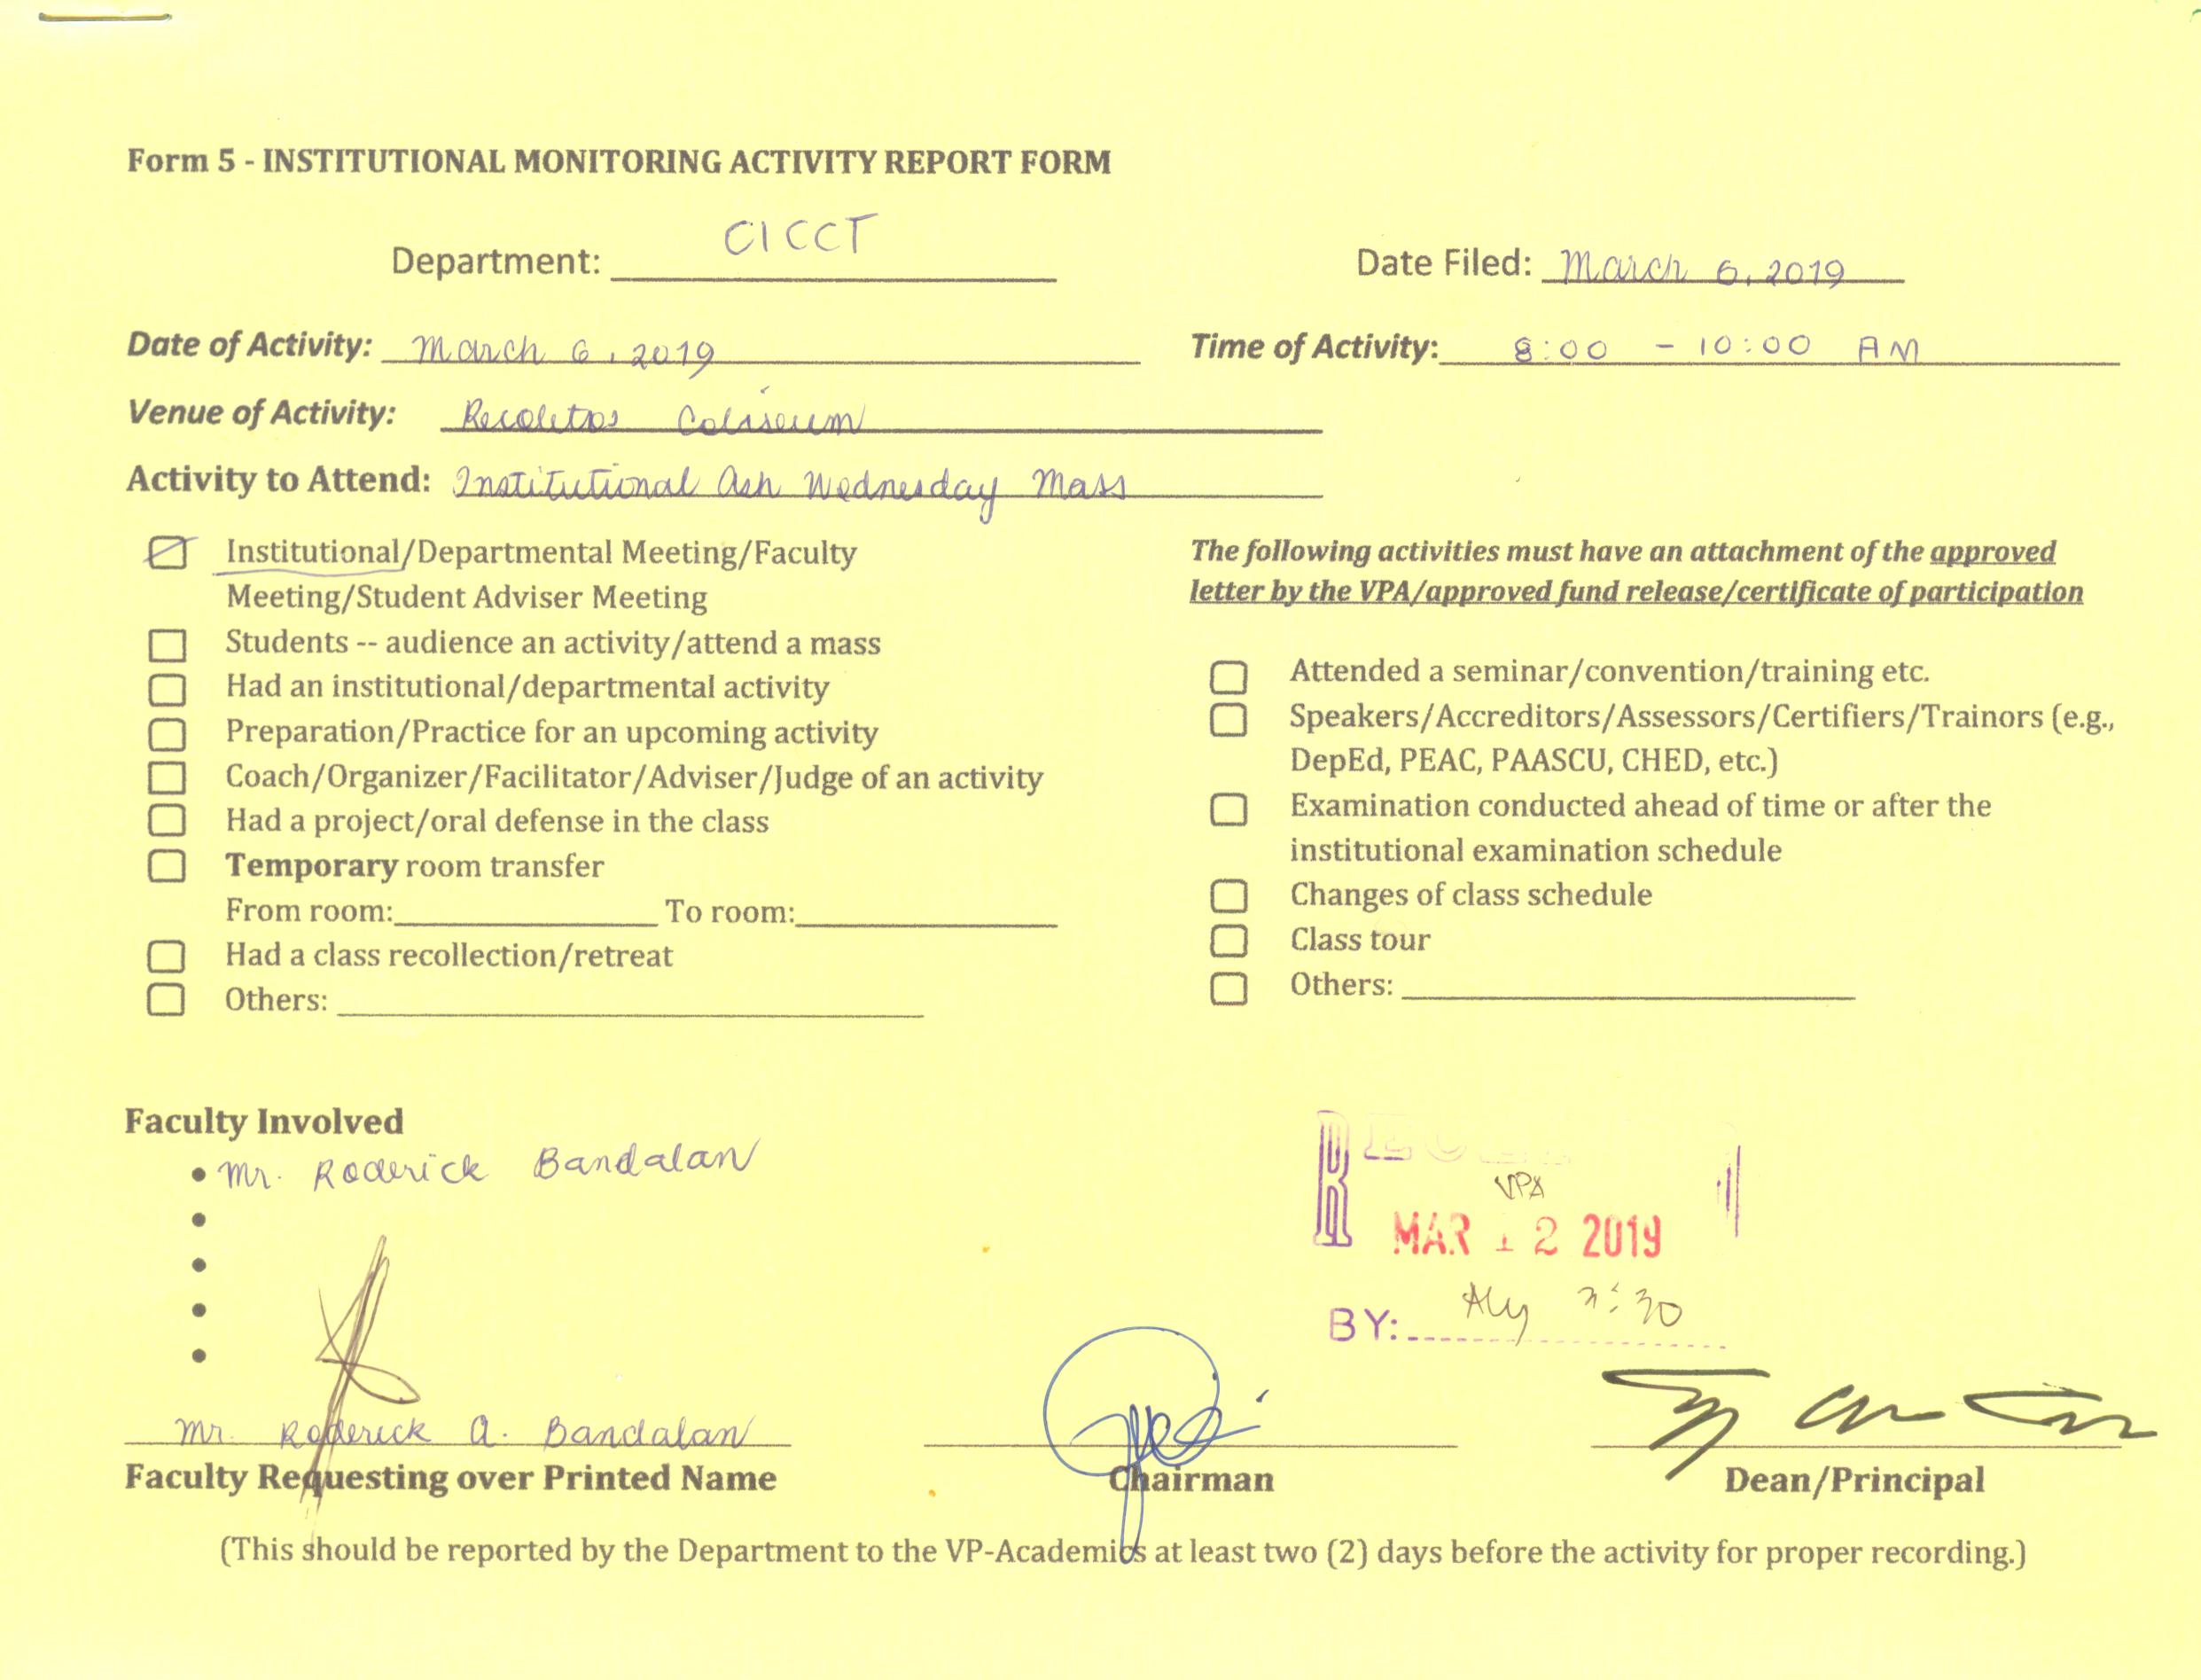 Form 5 - INSTITUTIONAL MONITORING ACTIVITY REPORT FORM
Department: CICCT Date Filed: March 6, 2019
Date of Activity: March 6, 2019 Time of Activity: 8:00 - 10:00 AM
Venue of Activity: Recoletos Coliseum
Activity to Attend: Institutional Ash Wednesday Mass
Institutional/Departmental Meeting/Faculty
Meeting/Student Adviser Meeting
Students -- audience an activity/attend a mass
Had an institutional/departmental activity
Preparation/Practice for an upcoming activity
Coach/Organizer/Facilitator/Adviser/Judge of an activity
Had a project/oral defense in the class
Temporary room transfer
From room: To room:
Had a class recollection/retreat
Others:
The following activities must have an attachment of the approved
letter by the VPA/approved fund release/certificate of participation
Attended a seminar/convention/training etc.
Speakers/Accreditors/Assessors/Certifiers/Trainors (e.g.,
DepEd, PEAC, PAASCU, CHED, etc.)
Examination conducted ahead of time or after the
institutional examination schedule
Changes of class schedule
Class tour
Others:
Faculty Involved
• Mr. Roderick Bandalan
•
•
•
•
VPA
MAR 12 2019
BY:
Mr. Roderick A. Bandalan
Faculty Requesting over Printed Name
Chairman
Dean/Principal
(This should be reported by the Department to the VP-Academics at least two (2) days before the activity for proper recording.)